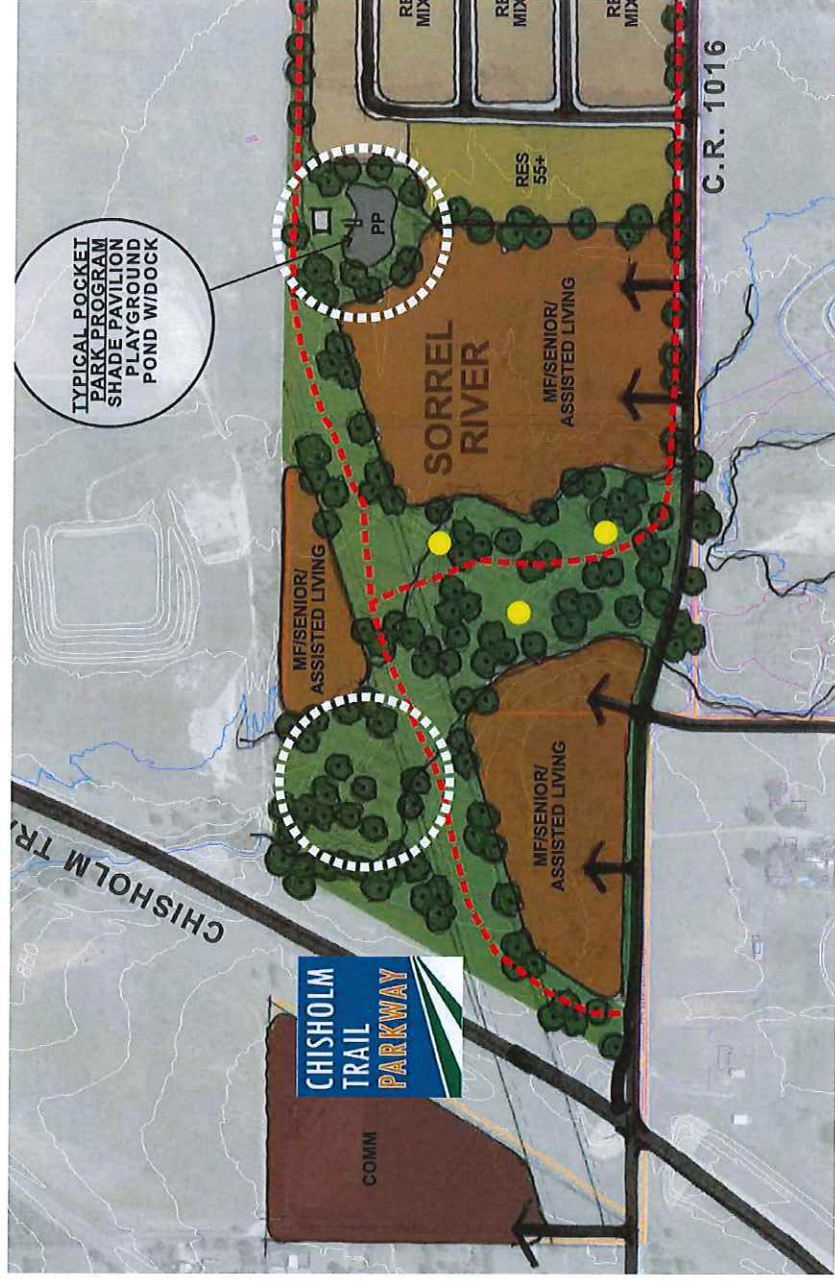 TYPICAL POCKET
PARK PROGRAM
SHADE PAVILION
PLAYGROUND
POND W/DOCK
PP
RES
55+
C.R. 1016
SORREL
RIVER
MF/SENIOR/
ASSISTED LIVING
MF/SENIOR/
ASSISTED LIVING
MF/SENIOR/
ASSISTED LIVING
CHISHOLM
CHISHOLM
TRAIL
PARKWAY
COMM